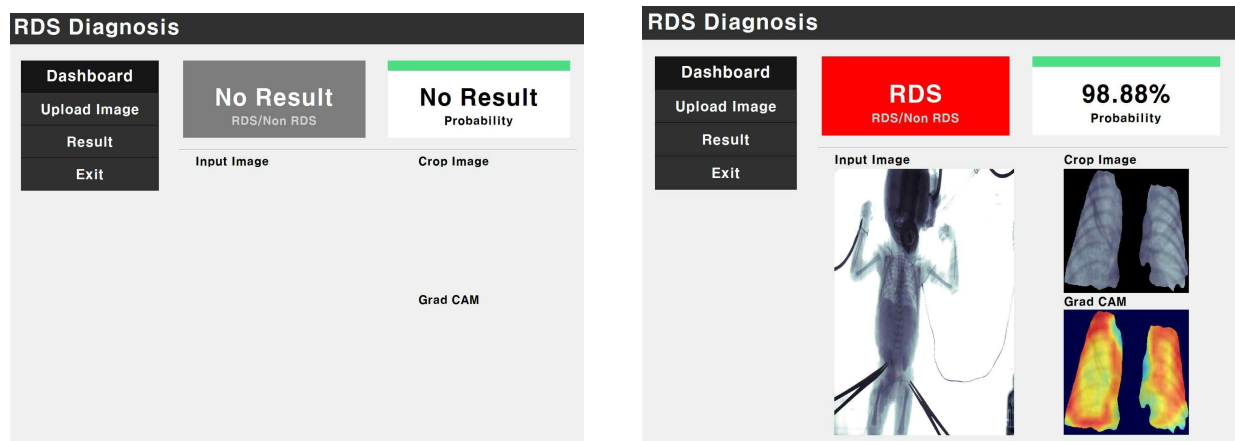 RDS Diagnosis
Dashboard
Upload Image
Result
Exit
No Result
RDS/Non RDS
No Result
Probability
Input Image
Crop Image
Grad CAM
RDS Diagnosis
Dashboard
Upload Image
Result
Exit
RDS
RDS/Non RDS
98.88%
Probability
Input Image
Crop Image
Grad CAM